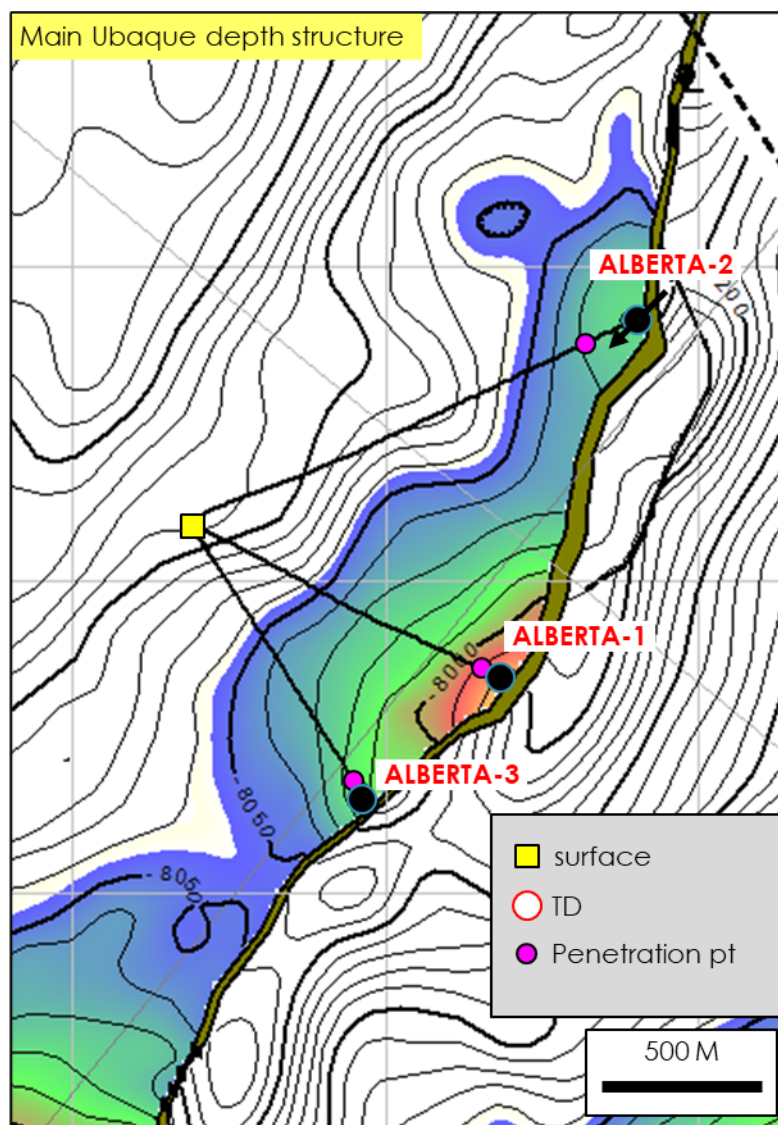 Main Ubaque depth structure
ALBERTA-2
200
ALBERTA-1
-8000
ALBERTA-3
-8050
-8050
surface
TD
Penetration pt
500 M